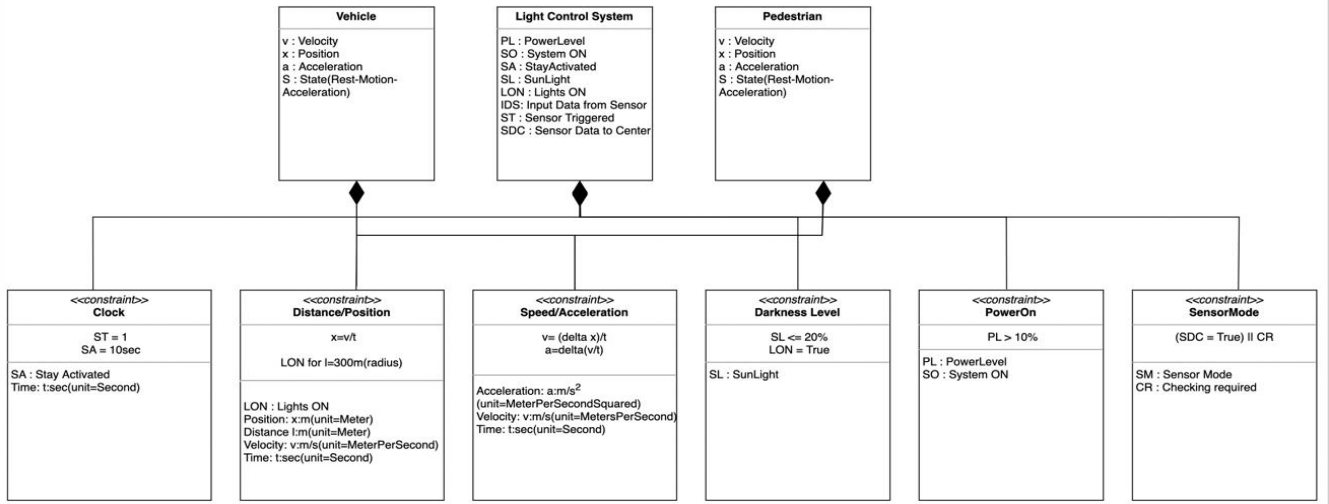 Vehicle
v : Velocity
x : Position
a : Acceleration
S : State(Rest-Motion-
Acceleration)
Light Control System
PL : PowerLevel
SO : System ON
SA : StayActivated
SL : SunLight
LON : Lights ON
IDS: Input Data from Sensor
ST : Sensor Triggered
SDC : Sensor Data to Center
Pedestrian
v : Velocity
x : Position
a : Acceleration
S : State(Rest-Motion-
Acceleration)
<<constraint>>
Clock
ST = 1
SA = 10sec
SA : Stay Activated
Time: t:sec(unit=Second)
<<constraint>>
Distance/Position
x=v/t
LON for l=300m(radius)
LON : Lights ON
Position: x:m(unit=Meter)
Distance l:m(unit=Meter)
Velocity: v:m/s(unit=MeterPerSecond)
Time: t:sec(unit=Second)
<<constraint>>
Speed/Acceleration
v= (delta x)/t
a=delta(v/t)
Acceleration: a:m/s²
(unit=MeterPerSecondSquared)
Velocity: v:m/s(unit=MetersPerSecond)
Time: t:sec(unit=Second)
<<constraint>>
Darkness Level
SL <= 20%
LON = True
SL : SunLight
<<constraint>>
PowerOn
PL > 10%
PL : PowerLevel
SO : System ON
<<constraint>>
SensorMode
(SDC = True) || CR
SM : Sensor Mode
CR : Checking required